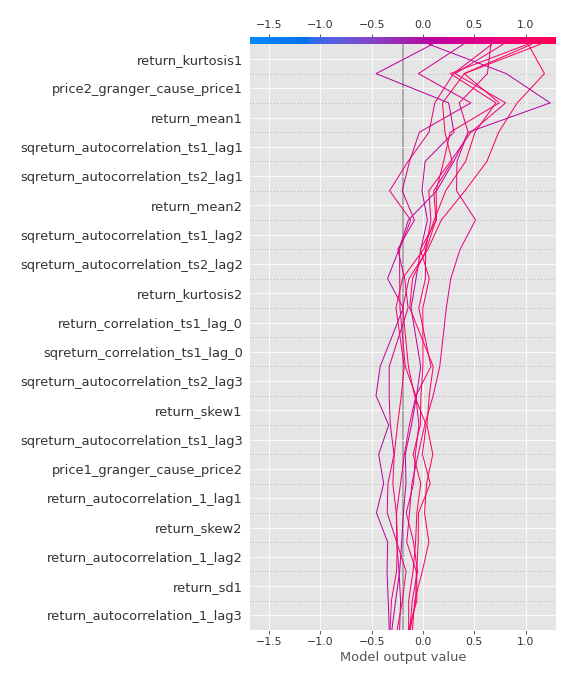 −1.5 −1.0 −0.5 0.0 0.5 1.0
return_kurtosis1
price2_granger_cause_price1
return_mean1
sqreturn_autocorrelation_ts1_lag1
sqreturn_autocorrelation_ts2_lag1
return_mean2
sqreturn_autocorrelation_ts1_lag2
sqreturn_autocorrelation_ts2_lag2
return_kurtosis2
return_correlation_ts1_lag_0
sqreturn_correlation_ts1_lag_0
sqreturn_autocorrelation_ts2_lag3
return_skew1
sqreturn_autocorrelation_ts1_lag3
price1_granger_cause_price2
return_autocorrelation_1_lag1
return_skew2
return_autocorrelation_1_lag2
return_sd1
return_autocorrelation_1_lag3
−1.5 −1.0 −0.5 0.0 0.5 1.0
Model output value